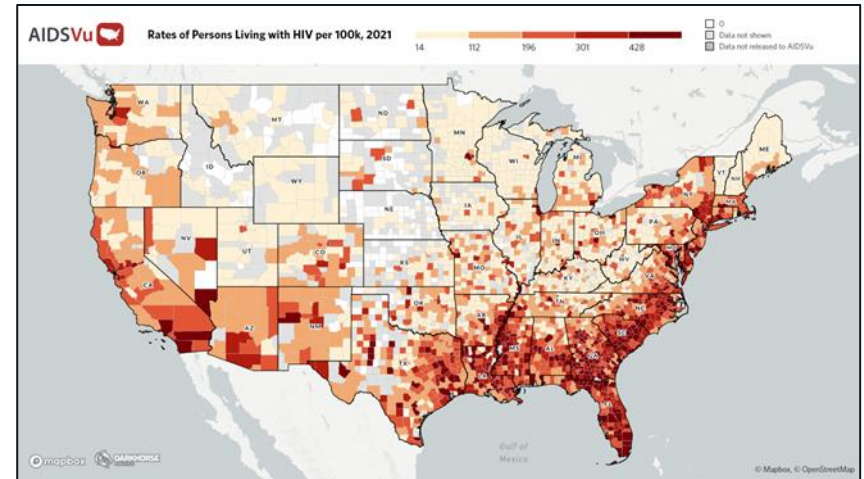 AIDSVu
Rates of Persons Living with HIV per 100k, 2021
14 112 196 301 428
0
Data not shown
Data not released to AIDSVu
WA
MT
ND
MN
ME
OR
ID
SD
WI
MI
VT
NH
NY
MA
WY
IA
NE
PA
NV
UT
CO
IL
IN
OH
CA
KS
MO
WV
VA
KY
NC
TN
AZ
NM
OK
AR
SC
MS
AL
GA
TX
LA
FL
Gulf of
Mexico
mapbox
DARKHORSE
© Mapbox, © OpenStreetMap